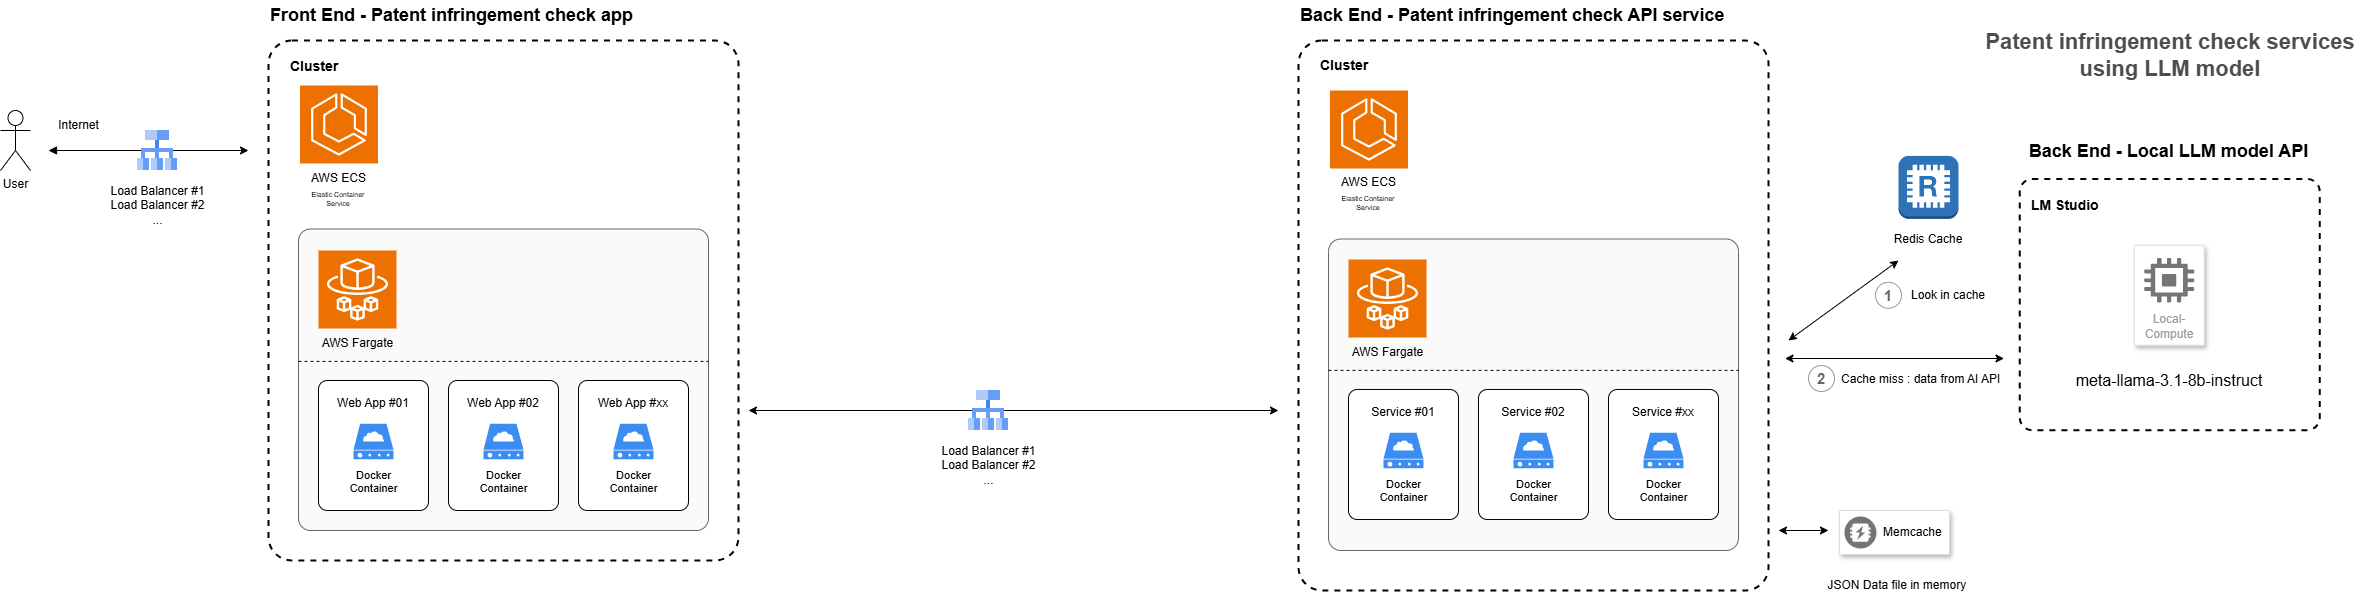 Front End - Patent infringement check app
Cluster
AWS ECS
Elastic Container
Service
AWS Fargate
Web App #01
Docker
Container
Web App #02
Docker
Container
Web App #xx
Docker
Container
Internet
User
Load Balancer #1
Load Balancer #2
...
Load Balancer #1
Load Balancer #2
...
Back End - Patent infringement check API service
Cluster
AWS ECS
Elastic Container
Service
AWS Fargate
Service #01
Docker
Container
Service #02
Docker
Container
Service #xx
Docker
Container
Patent infringement check services
using LLM model
R
Redis Cache
1
Look in cache
2
Cache miss : data from AI API
Back End - Local LLM model API
LM Studio
Local-
Compute
meta-llama-3.1-8b-instruct
Memcache
JSON Data file in memory